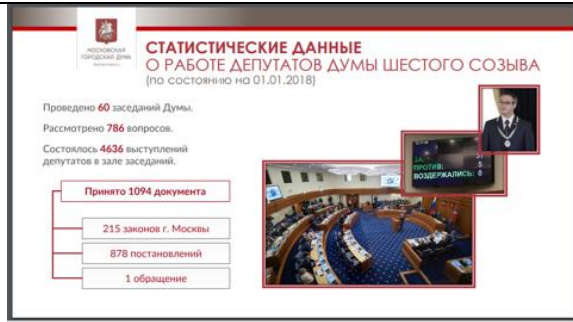 МОСКОВСКАЯ
ГОРОДСКАЯ ДУМА
СТАТИСТИЧЕСКИЕ ДАННЫЕ
О РАБОТЕ ДЕПУТАТОВ ДУМЫ ШЕСТОГО СОЗЫВА
(по состоянию на 01.01.2018)
Проведено 60 заседаний Думы.
Рассмотрено 786 вопросов.
Состоялось 4636 выступлений
депутатов в зале заседаний.
Принято 1094 документа
215 законов г. Москвы
878 постановлений
1 обращение
ЗА:
ПРОТИВ:
ВОЗДЕРЖАЛИСЬ: